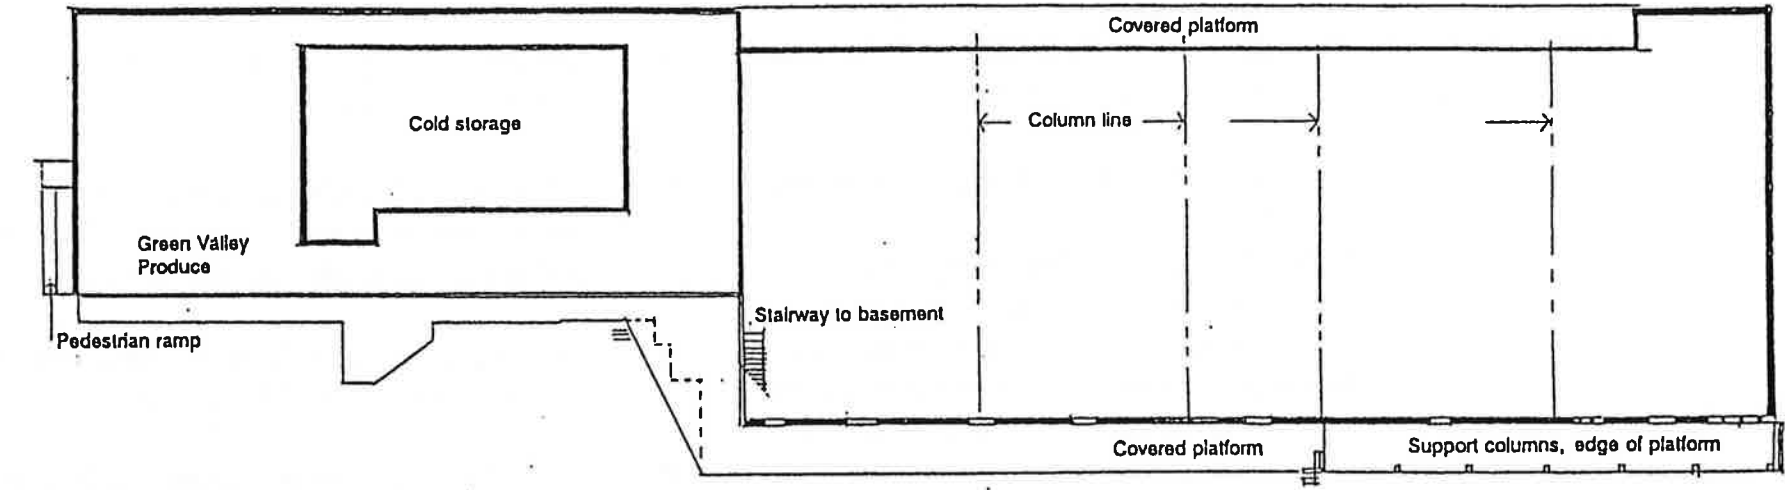 Covered platform
Cold storage
Column line
Green Valley
Produce
Stairway to basement
Pedestrian ramp
Covered platform
Support columns, edge of platform